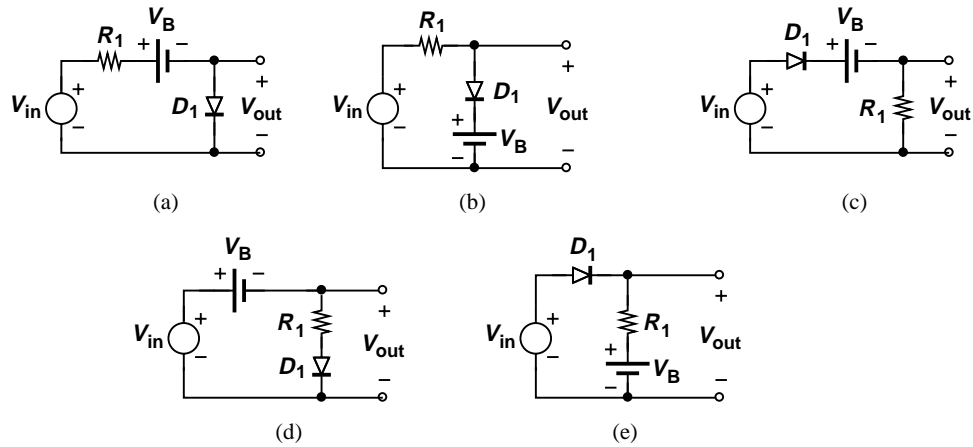 V_B
R_1
+ −
V_in
+
−
D_1
+
V_out
−
(a)
R_1
V_in
+
−
D_1
+
V_B
−
+
V_out
−
(b)
D_1
V_B
+ −
V_in
+
−
R_1
+
V_out
−
(c)
V_B
+ −
V_in
+
−
R_1
D_1
+
V_out
−
(d)
D_1
V_in
+
−
R_1
+
V_B
−
+
V_out
−
(e)